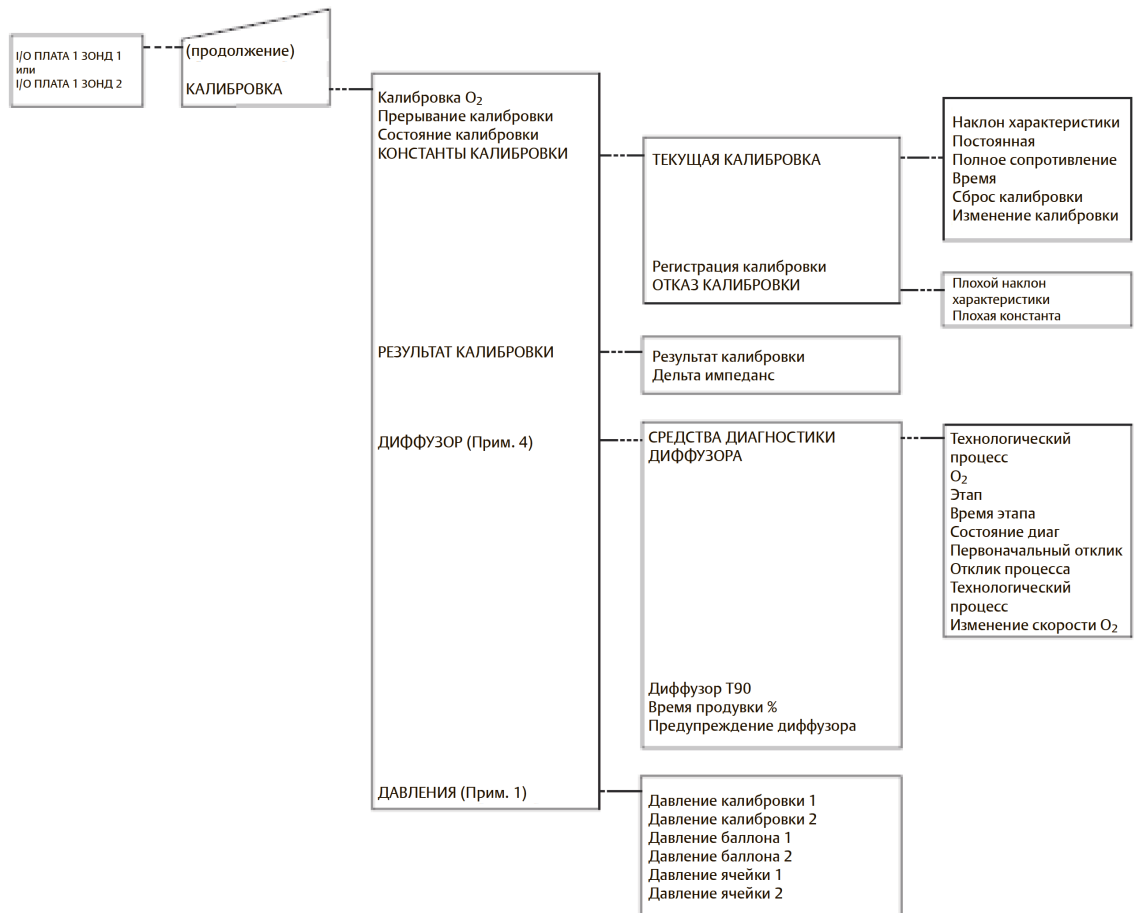 I/O ПЛАТА 1 ЗОНД 1
или
I/O ПЛАТА 1 ЗОНД 2
(продолжение)
КАЛИБРОВКА
Калибровка O₂
Прерывание калибровки
Состояние калибровки
КОНСТАНТЫ КАЛИБРОВКИ
РЕЗУЛЬТАТ КАЛИБРОВКИ
ДИФФУЗОР (Прим. 4)
ДАВЛЕНИЯ (Прим. 1)
ТЕКУЩАЯ КАЛИБРОВКА
Регистрация калибровки
ОТКАЗ КАЛИБРОВКИ
Наклон характеристики
Постоянная
Полное сопротивление
Время
Сброс калибровки
Изменение калибровки
Плохой наклон
характеристики
Плохая константа
Результат калибровки
Дельта импеданс
СРЕДСТВА ДИАГНОСТИКИ
ДИФФУЗОРА
Диффузор T90
Время продувки %
Предупреждение диффузора
Технологический
процесс
O₂
Этап
Время этапа
Состояние диаг
Первоначальный отклик
Отклик процесса
Технологический
процесс
Изменение скорости O₂
Давление калибровки 1
Давление калибровки 2
Давление баллона 1
Давление баллона 2
Давление ячейки 1
Давление ячейки 2